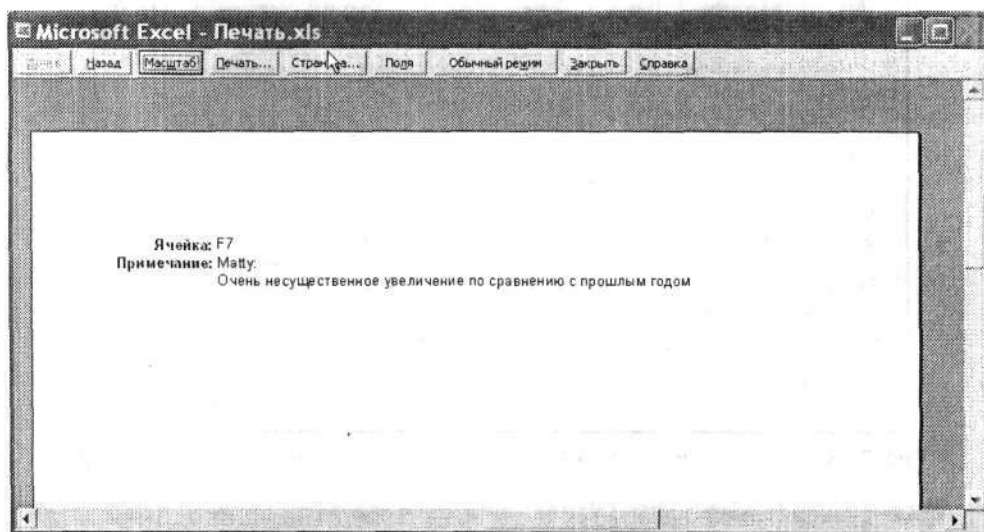 Microsoft Excel - Печать.xls
Назад Масштаб Печать... Поля Обычный режим Закрыть Справка
Ячейка: F7
Примечание: Matty:
Очень несущественное увеличение по сравнению с прошлым годом